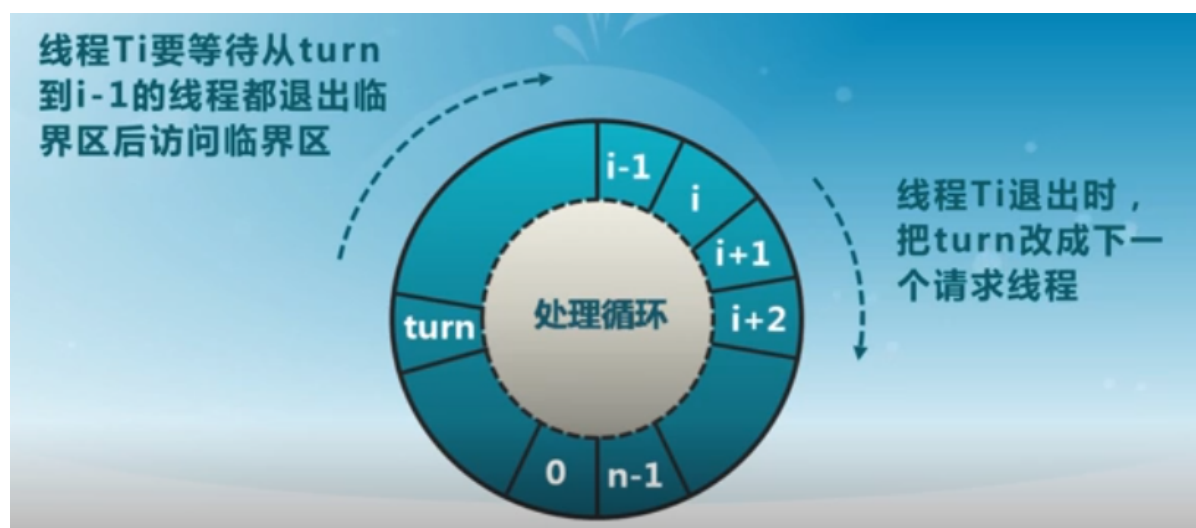 线程Ti要等待从turn
到i-1的线程都退出临
界区后访问临界区
i-1
i
i+1
i+2
turn
处理循环
0
n-1
线程Ti退出时，
把turn改成下一
个请求线程